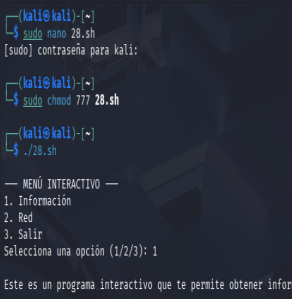 ┌──(kali㉿kali)-[~]
└─$ sudo nano 28.sh
[sudo] contraseña para kali:
┌──(kali㉿kali)-[~]
└─$ sudo chmod 777 28.sh
┌──(kali㉿kali)-[~]
└─$ ./28.sh
—— MENÚ INTERACTIVO ——
1. Información
2. Red
3. Salir
Selecciona una opción (1/2/3): 1
Este es un programa interactivo que te permite obtener infor